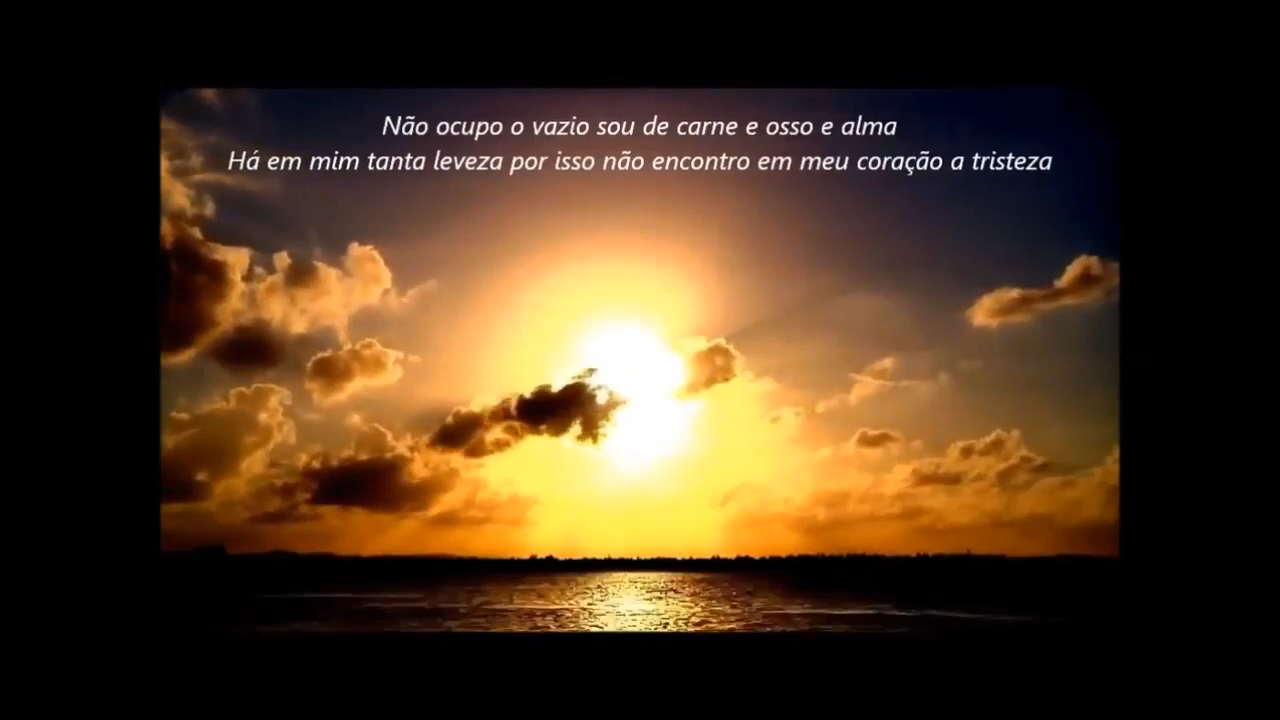 Não ocupo o vazio sou de carne e osso e alma
Há em mim tanta leveza por isso não encontro em meu coração a tristeza